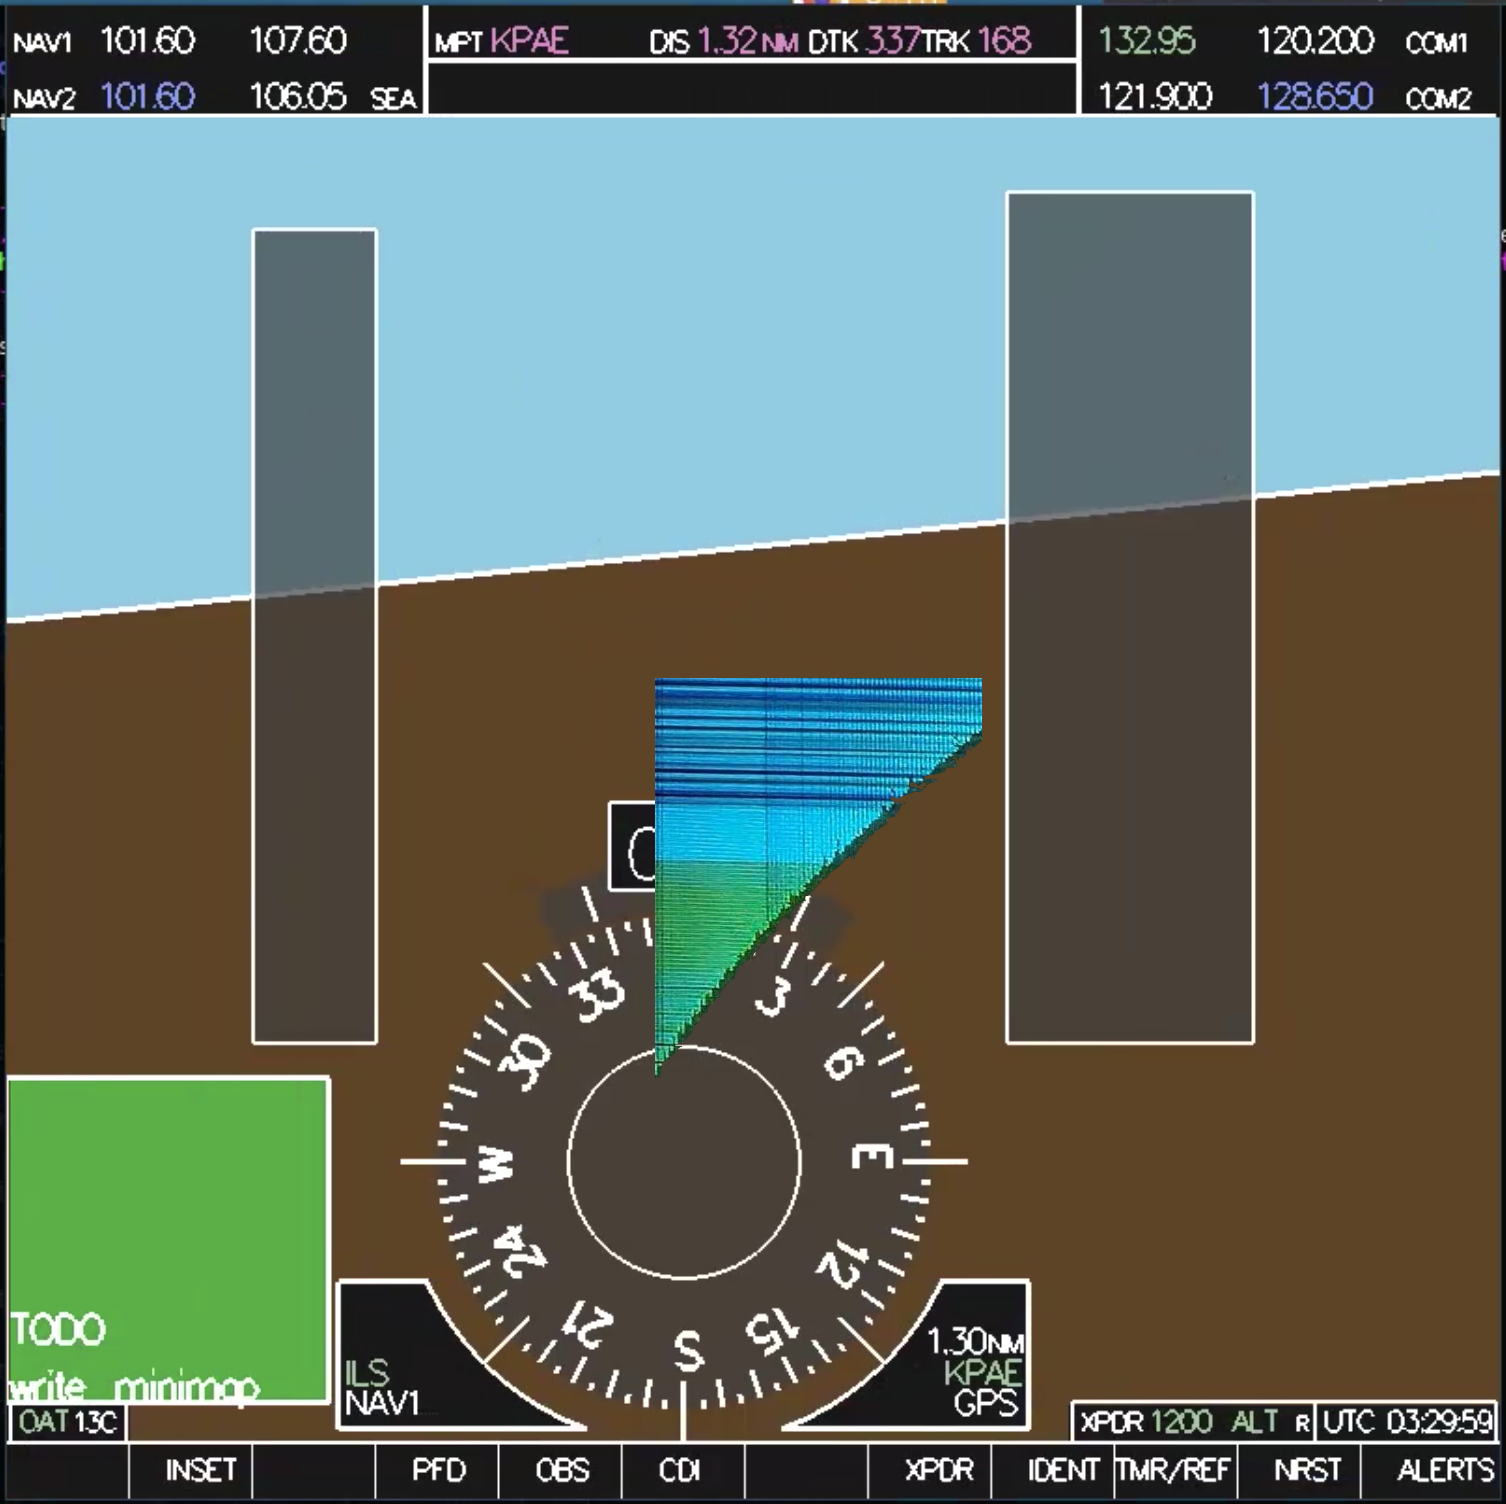 NAV1 101.60 107.60
NAV2 101.60 106.05 SEA
MPT KPAE DIS 1.32NM DTK 337TRK 168
132.95 120.200 COM1
121.900 128.650 COM2
33 3
30 6
W E
24 12
21 S 15
TODO
write minimap
OAT 13C
ILS
NAV1
1.30NM
KPAE
GPS
XPDR 1200 ALT R UTC 03:29:59
INSET PFD OBS CDI XPDR IDENT TMR/REF NRST ALERTS